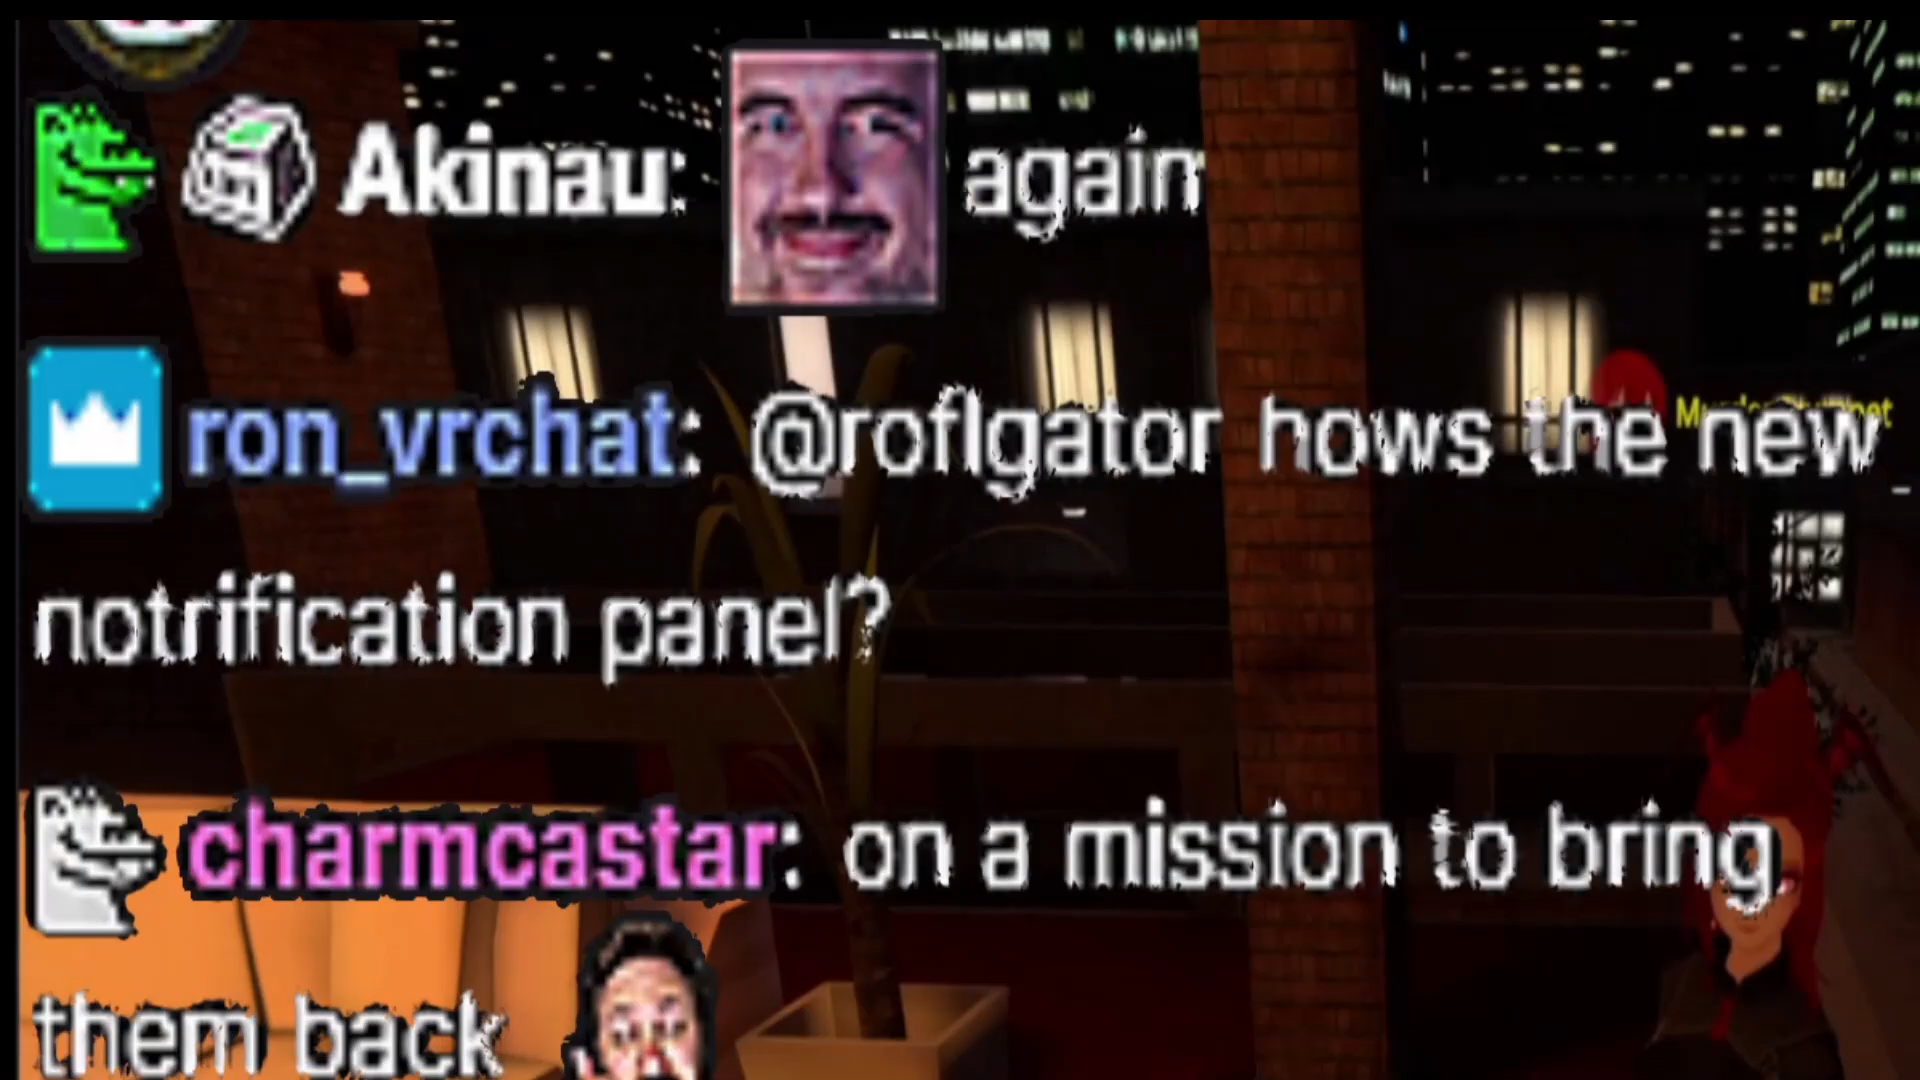 Akinau: again
ron_vrchat: @roflgator hows the new
notrification panel?
charmcastar: on a mission to bring
them back